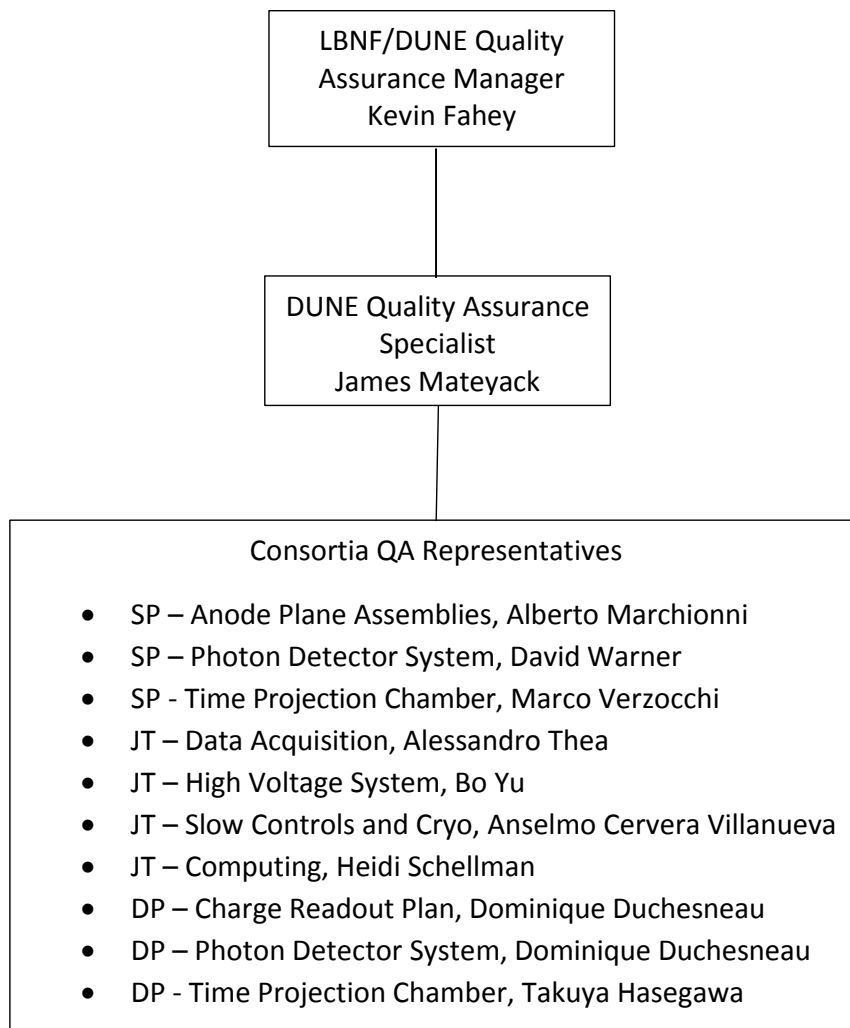 LBNF/DUNE Quality
Assurance Manager
Kevin Fahey
DUNE Quality Assurance
Specialist
James Mateyack
Consortia QA Representatives
• SP – Anode Plane Assemblies, Alberto Marchionni
• SP – Photon Detector System, David Warner
• SP - Time Projection Chamber, Marco Verzocchi
• JT – Data Acquisition, Alessandro Thea
• JT – High Voltage System, Bo Yu
• JT – Slow Controls and Cryo, Anselmo Cervera Villanueva
• JT – Computing, Heidi Schellman
• DP – Charge Readout Plan, Dominique Duchesneau
• DP – Photon Detector System, Dominique Duchesneau
• DP - Time Projection Chamber, Takuya Hasegawa